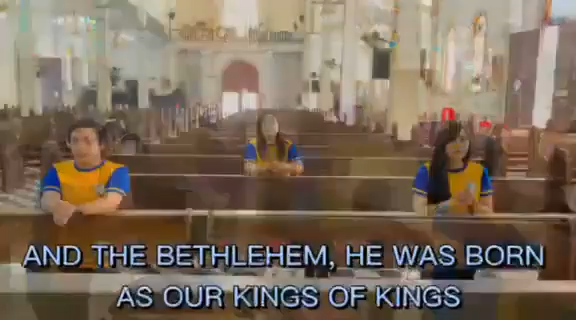 AND THE BETHLEHEM, HE WAS BORN
AS OUR KINGS OF KINGS